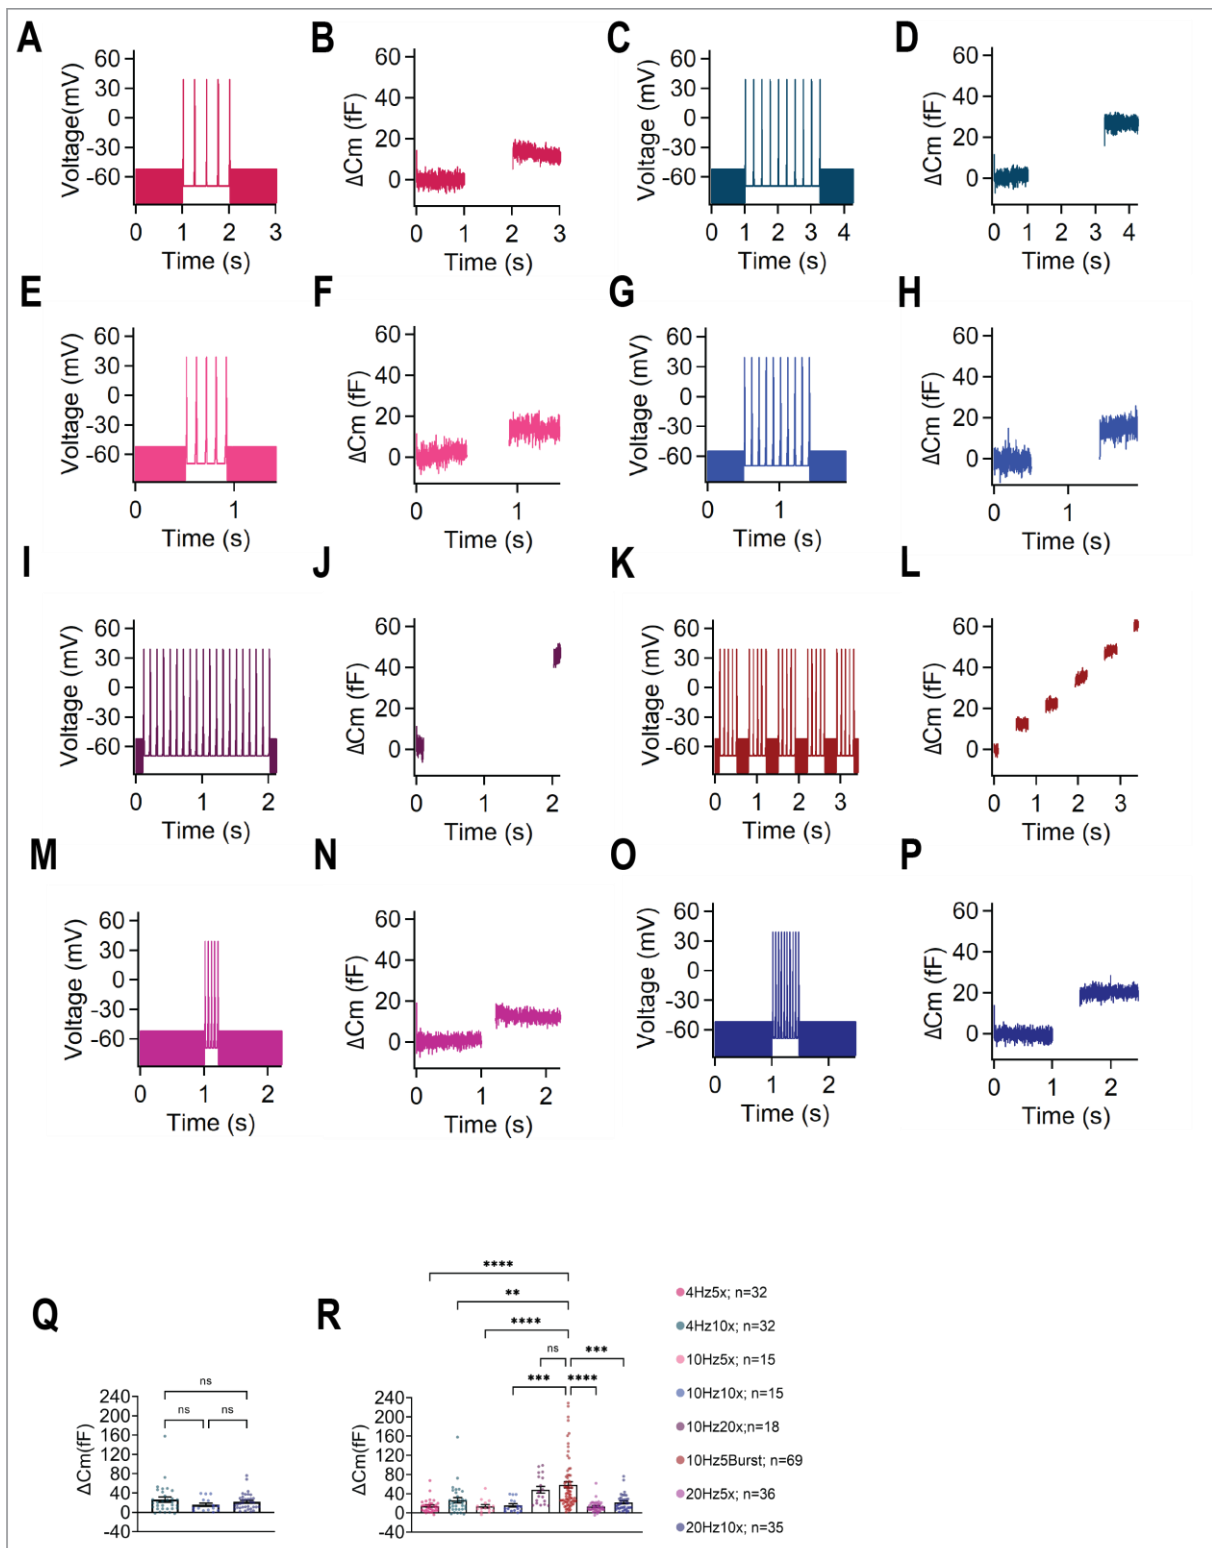 A
B
C
D
60
30
0
-30
-60
Voltage(mV)
0 1 2 3
Time (s)
60
40
20
0
ΔCm (fF)
0 1 2 3
Time (s)
60
30
0
-30
-60
Voltage (mV)
0 1 2 3 4
Time (s)
60
40
20
0
ΔCm (fF)
0 1 2 3 4
Time (s)
E
F
G
H
60
30
0
-30
-60
Voltage (mV)
0 1
Time (s)
60
40
20
0
ΔCm (fF)
0 1
Time (s)
60
30
0
-30
-60
Voltage (mV)
0 1
Time (s)
60
40
20
0
ΔCm (fF)
0 1
Time (s)
I
J
K
L
60
30
0
-30
-60
Voltage (mV)
0 1 2
Time (s)
60
40
20
0
ΔCm (fF)
0 1 2
Time (s)
60
30
0
-30
-60
Voltage (mV)
0 1 2 3
Time (s)
60
40
20
0
ΔCm (fF)
0 1 2 3
Time (s)
M
N
O
P
60
30
0
-30
-60
Voltage (mV)
0 1 2
Time (s)
60
40
20
0
ΔCm (fF)
0 1 2
Time (s)
60
30
0
-30
-60
Voltage (mV)
0 1 2
Time (s)
60
40
20
0
ΔCm (fF)
0 1 2
Time (s)
Q
ns
ns ns
240
200
160
120
80
40
0
-40
ΔCm(fF)
R
****
**
****
ns ***
*** ****
240
200
160
120
80
40
0
-40
ΔCm(fF)
4Hz5x; n=32
4Hz10x; n=32
10Hz5x; n=15
10Hz10x; n=15
10Hz20x;n=18
10Hz5Burst; n=69
20Hz5x; n=36
20Hz10x; n=35